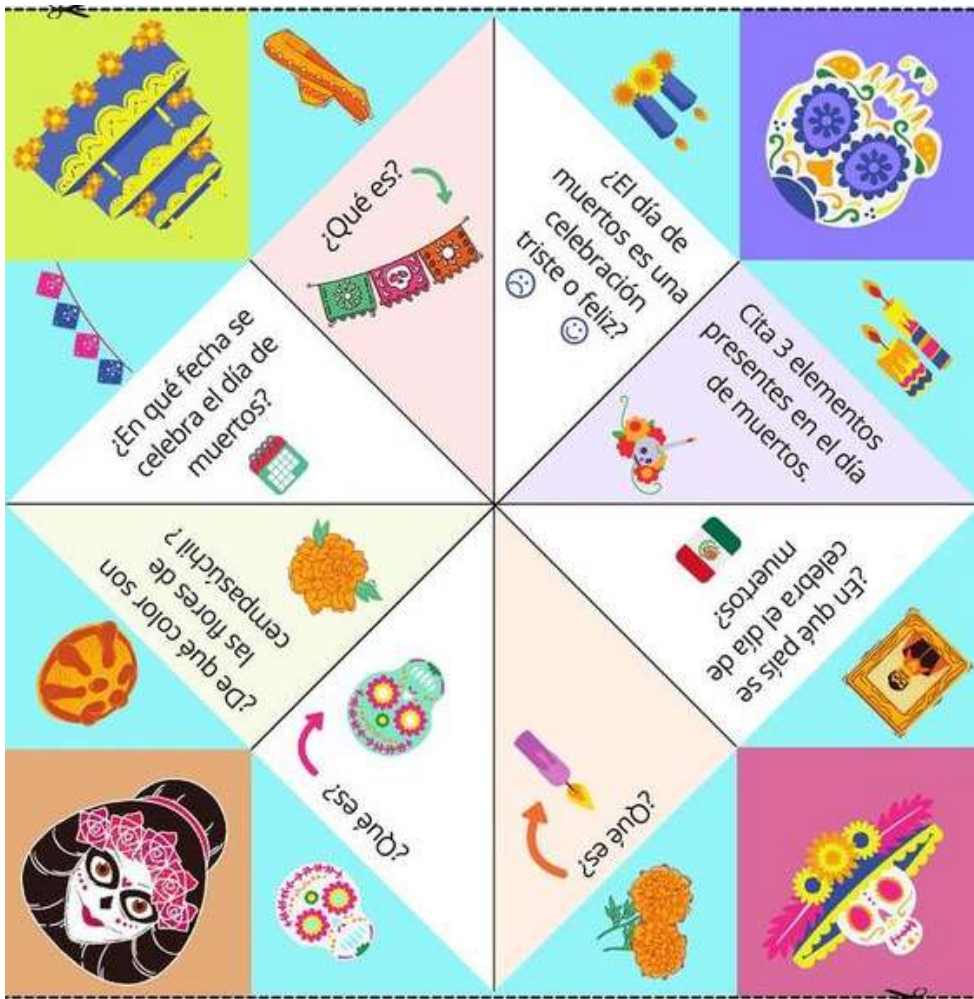 ¿Qué es?
¿El día de
muertos es una
celebración
triste o feliz?
¿En qué fecha se
celebra el día de
muertos?
Cita 3 elementos
presentes en el día
de muertos.
¿De qué color son
las flores de
cempasúchil ?
¿En qué país se
celebra el día de
muertos?
¿Qué es?
¿Qué es?